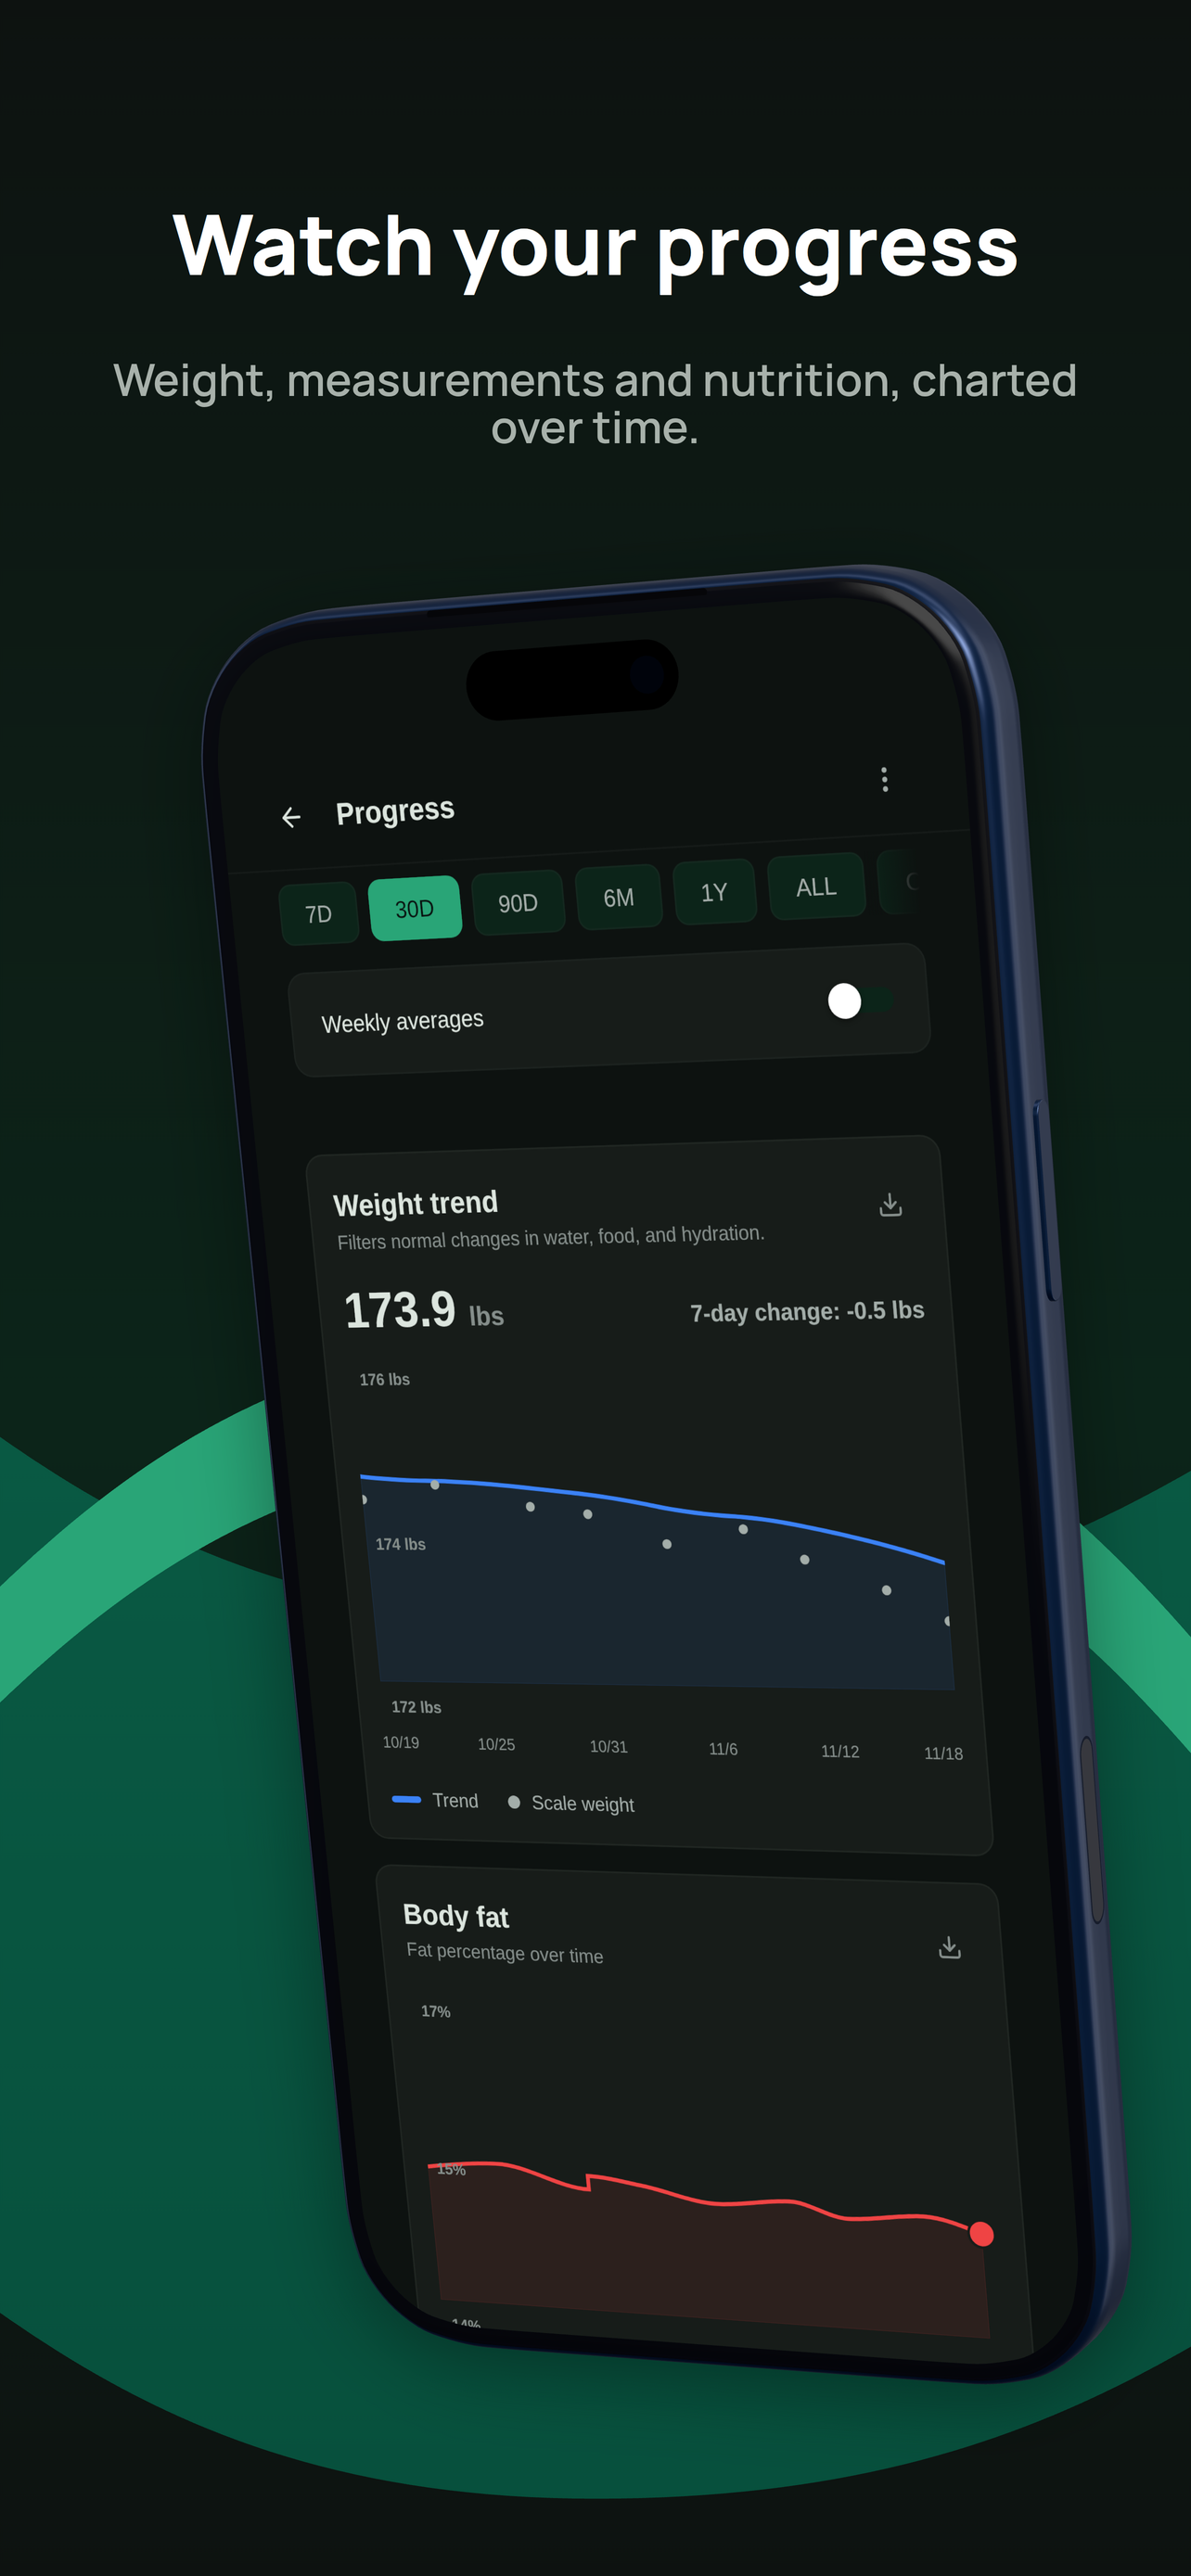 Watch your progress
Weight, measurements and nutrition, charted
over time.
Progress
7D 30D 90D 6M 1Y ALL
Weekly averages
Weight trend
Filters normal changes in water, food, and hydration.
173.9 lbs 7-day change: -0.5 lbs
176 lbs
174 lbs
172 lbs
10/19 10/25 10/31 11/6 11/12 11/18
Trend Scale weight
Body fat
Fat percentage over time
17%
15%
14%